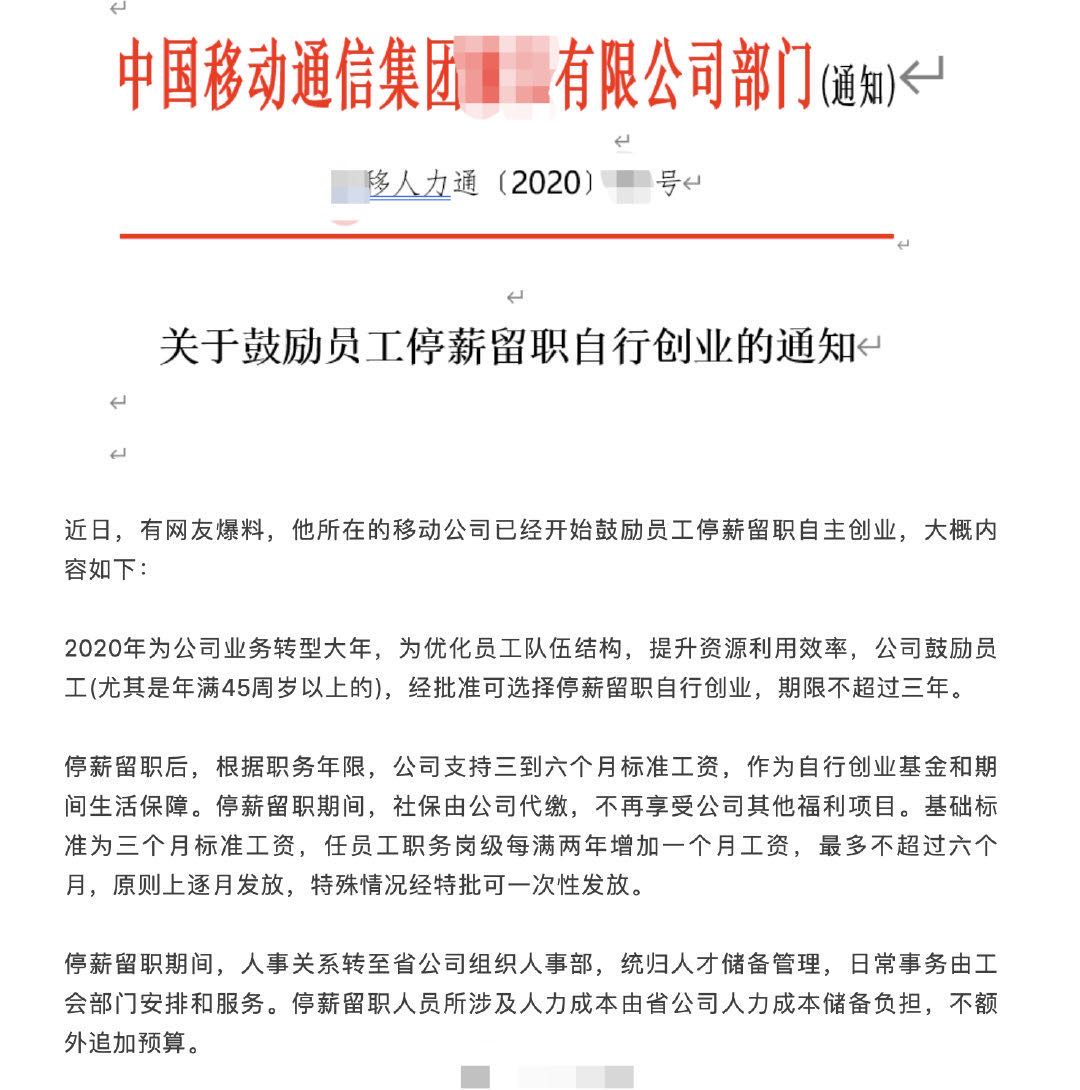 中国移动通信集团有限公司部门(通知)
移人力通〔2020〕号
关于鼓励员工停薪留职自行创业的通知
近日，有网友爆料，他所在的移动公司已经开始鼓励员工停薪留职自主创业，大概内
容如下：
2020年为公司业务转型大年，为优化员工队伍结构，提升资源利用效率，公司鼓励员
工(尤其是年满45周岁以上的)，经批准可选择停薪留职自行创业，期限不超过三年。
停薪留职后，根据职务年限，公司支持三到六个月标准工资，作为自行创业基金和期
间生活保障。停薪留职期间，社保由公司代缴，不再享受公司其他福利项目。基础标
准为三个月标准工资，任员工职务岗级每满两年增加一个月工资，最多不超过六个
月，原则上逐月发放，特殊情况经特批可一次性发放。
停薪留职期间，人事关系转至省公司组织人事部，统归人才储备管理，日常事务由工
会部门安排和服务。停薪留职人员所涉及人力成本由省公司人力成本储备负担，不额
外追加预算。